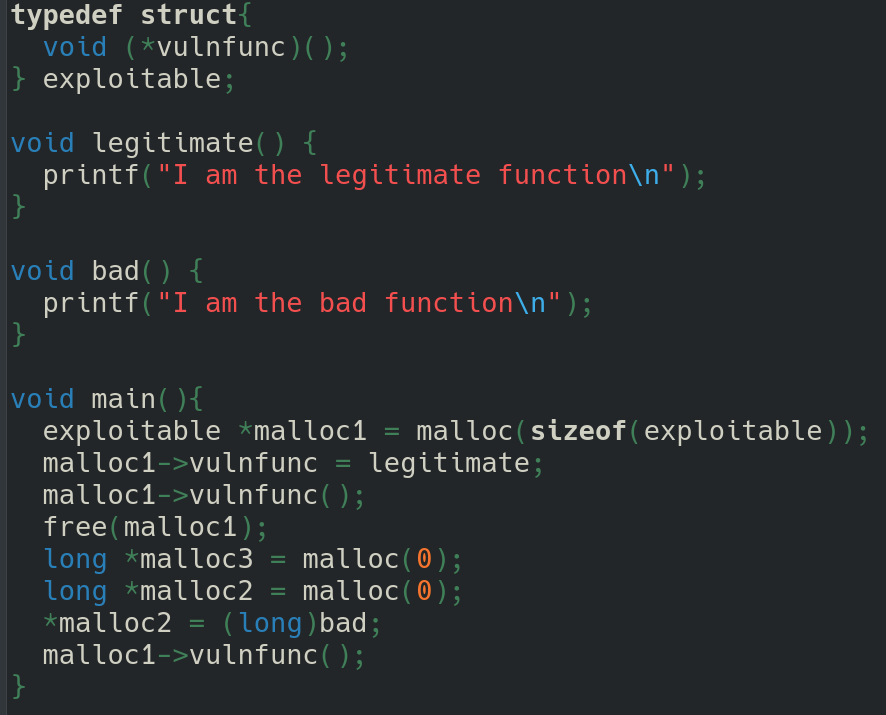 typedef struct{
  void (*vulnfunc)();
} exploitable;

void legitimate() {
  printf("I am the legitimate function\n");
}

void bad() {
  printf("I am the bad function\n");
}

void main(){
  exploitable *malloc1 = malloc(sizeof(exploitable));
  malloc1->vulnfunc = legitimate;
  malloc1->vulnfunc();
  free(malloc1);
  long *malloc3 = malloc(0);
  long *malloc2 = malloc(0);
  *malloc2 = (long)bad;
  malloc1->vulnfunc();
}